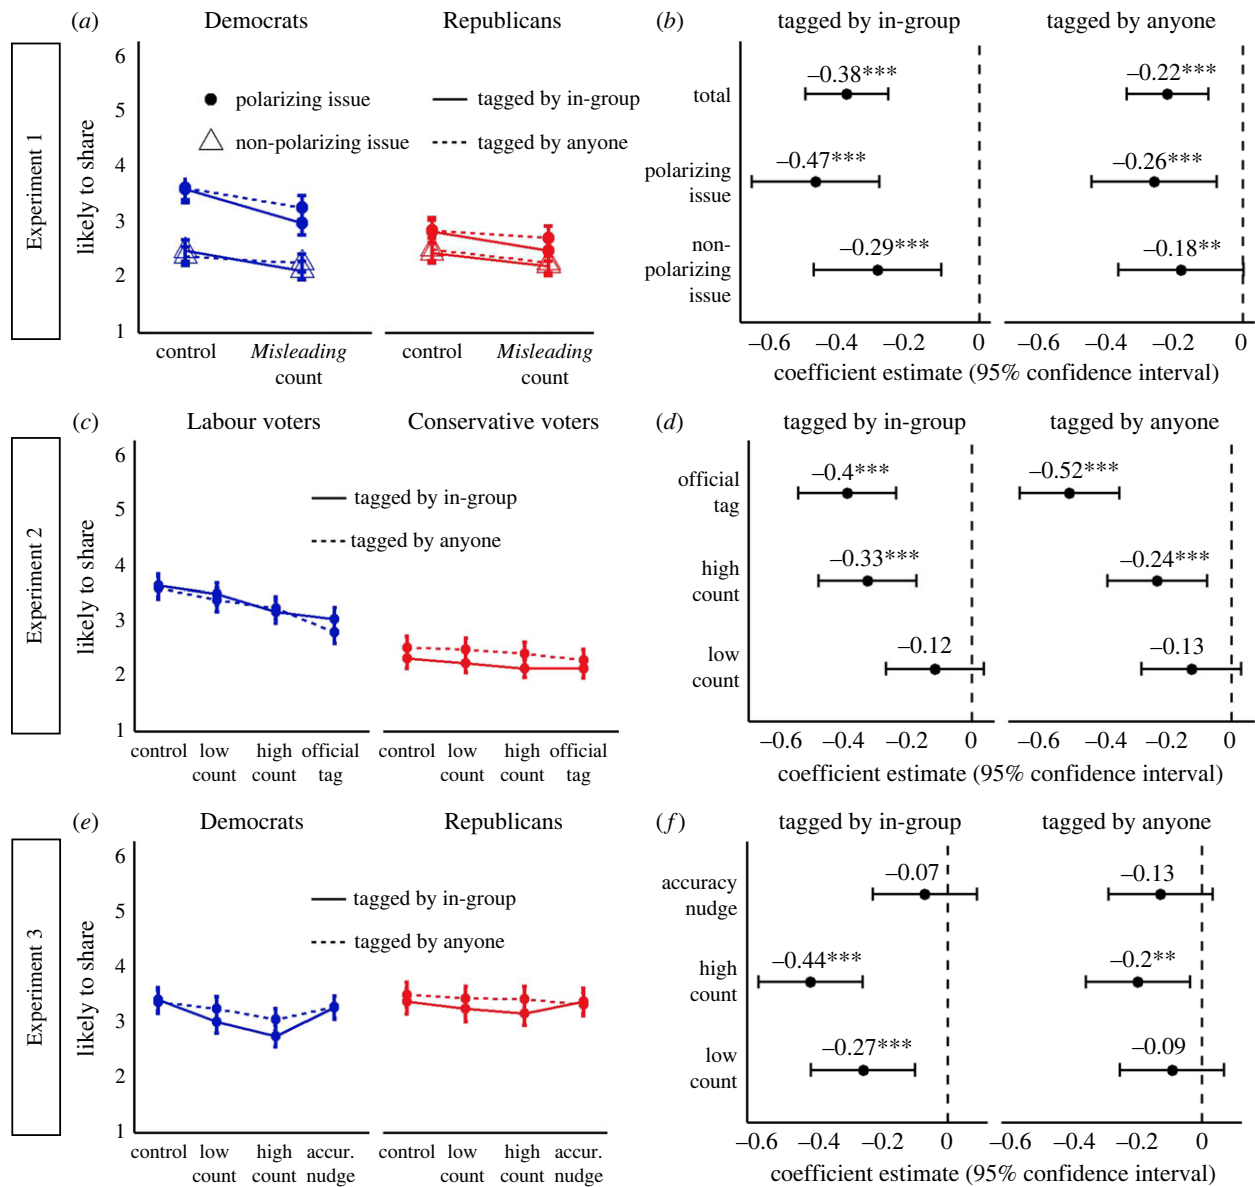 Experiment 1
(a)
Democrats
Republicans
likely to share
6
5
4
3
2
1
polarizing issue
non-polarizing issue
tagged by in-group
tagged by anyone
control
Misleading
count
control
Misleading
count
(b)
tagged by in-group
tagged by anyone
total
polarizing
issue
non-
polarizing
issue
–0.38***
–0.47***
–0.29***
–0.22***
–0.26***
–0.18**
–0.6 –0.4 –0.2 0
–0.6 –0.4 –0.2 0
coefficient estimate (95% confidence interval)
Experiment 2
(c)
Labour voters
Conservative voters
likely to share
6
5
4
3
2
1
tagged by in-group
tagged by anyone
control
low
count
high
count
official
tag
control
low
count
high
count
official
tag
(d)
tagged by in-group
tagged by anyone
official
tag
high
count
low
count
–0.4***
–0.33***
–0.12
–0.52***
–0.24***
–0.13
–0.6 –0.4 –0.2 0
–0.6 –0.4 –0.2 0
coefficient estimate (95% confidence interval)
Experiment 3
(e)
Democrats
Republicans
likely to share
6
5
4
3
2
1
tagged by in-group
tagged by anyone
control
low
count
high
count
accur.
nudge
control
low
count
high
count
accur.
nudge
(f)
tagged by in-group
tagged by anyone
accuracy
nudge
high
count
low
count
–0.07
–0.44***
–0.27***
–0.13
–0.2**
–0.09
–0.6 –0.4 –0.2 0
–0.6 –0.4 –0.2 0
coefficient estimate (95% confidence interval)